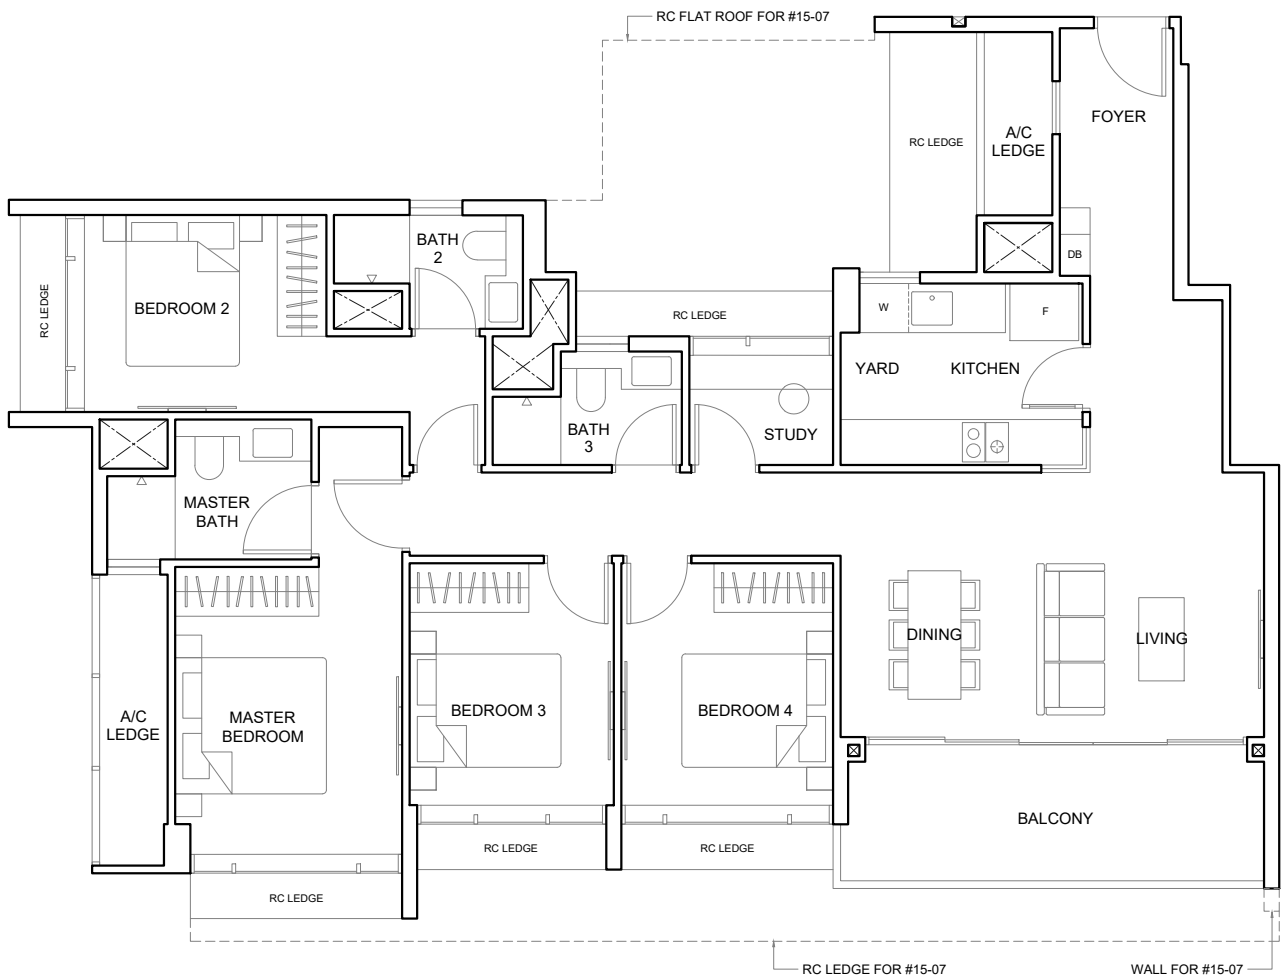 RC FLAT ROOF FOR #15-07
FOYER
A/C
LEDGE
RC LEDGE
DB
BATH
2
BEDROOM 2
RC LEDGE
RC LEDGE
W
F
YARD
KITCHEN
BATH
3
STUDY
MASTER
BATH
DINING
LIVING
A/C
LEDGE
MASTER
BEDROOM
BEDROOM 3
BEDROOM 4
BALCONY
RC LEDGE
RC LEDGE
RC LEDGE
RC LEDGE FOR #15-07
WALL FOR #15-07